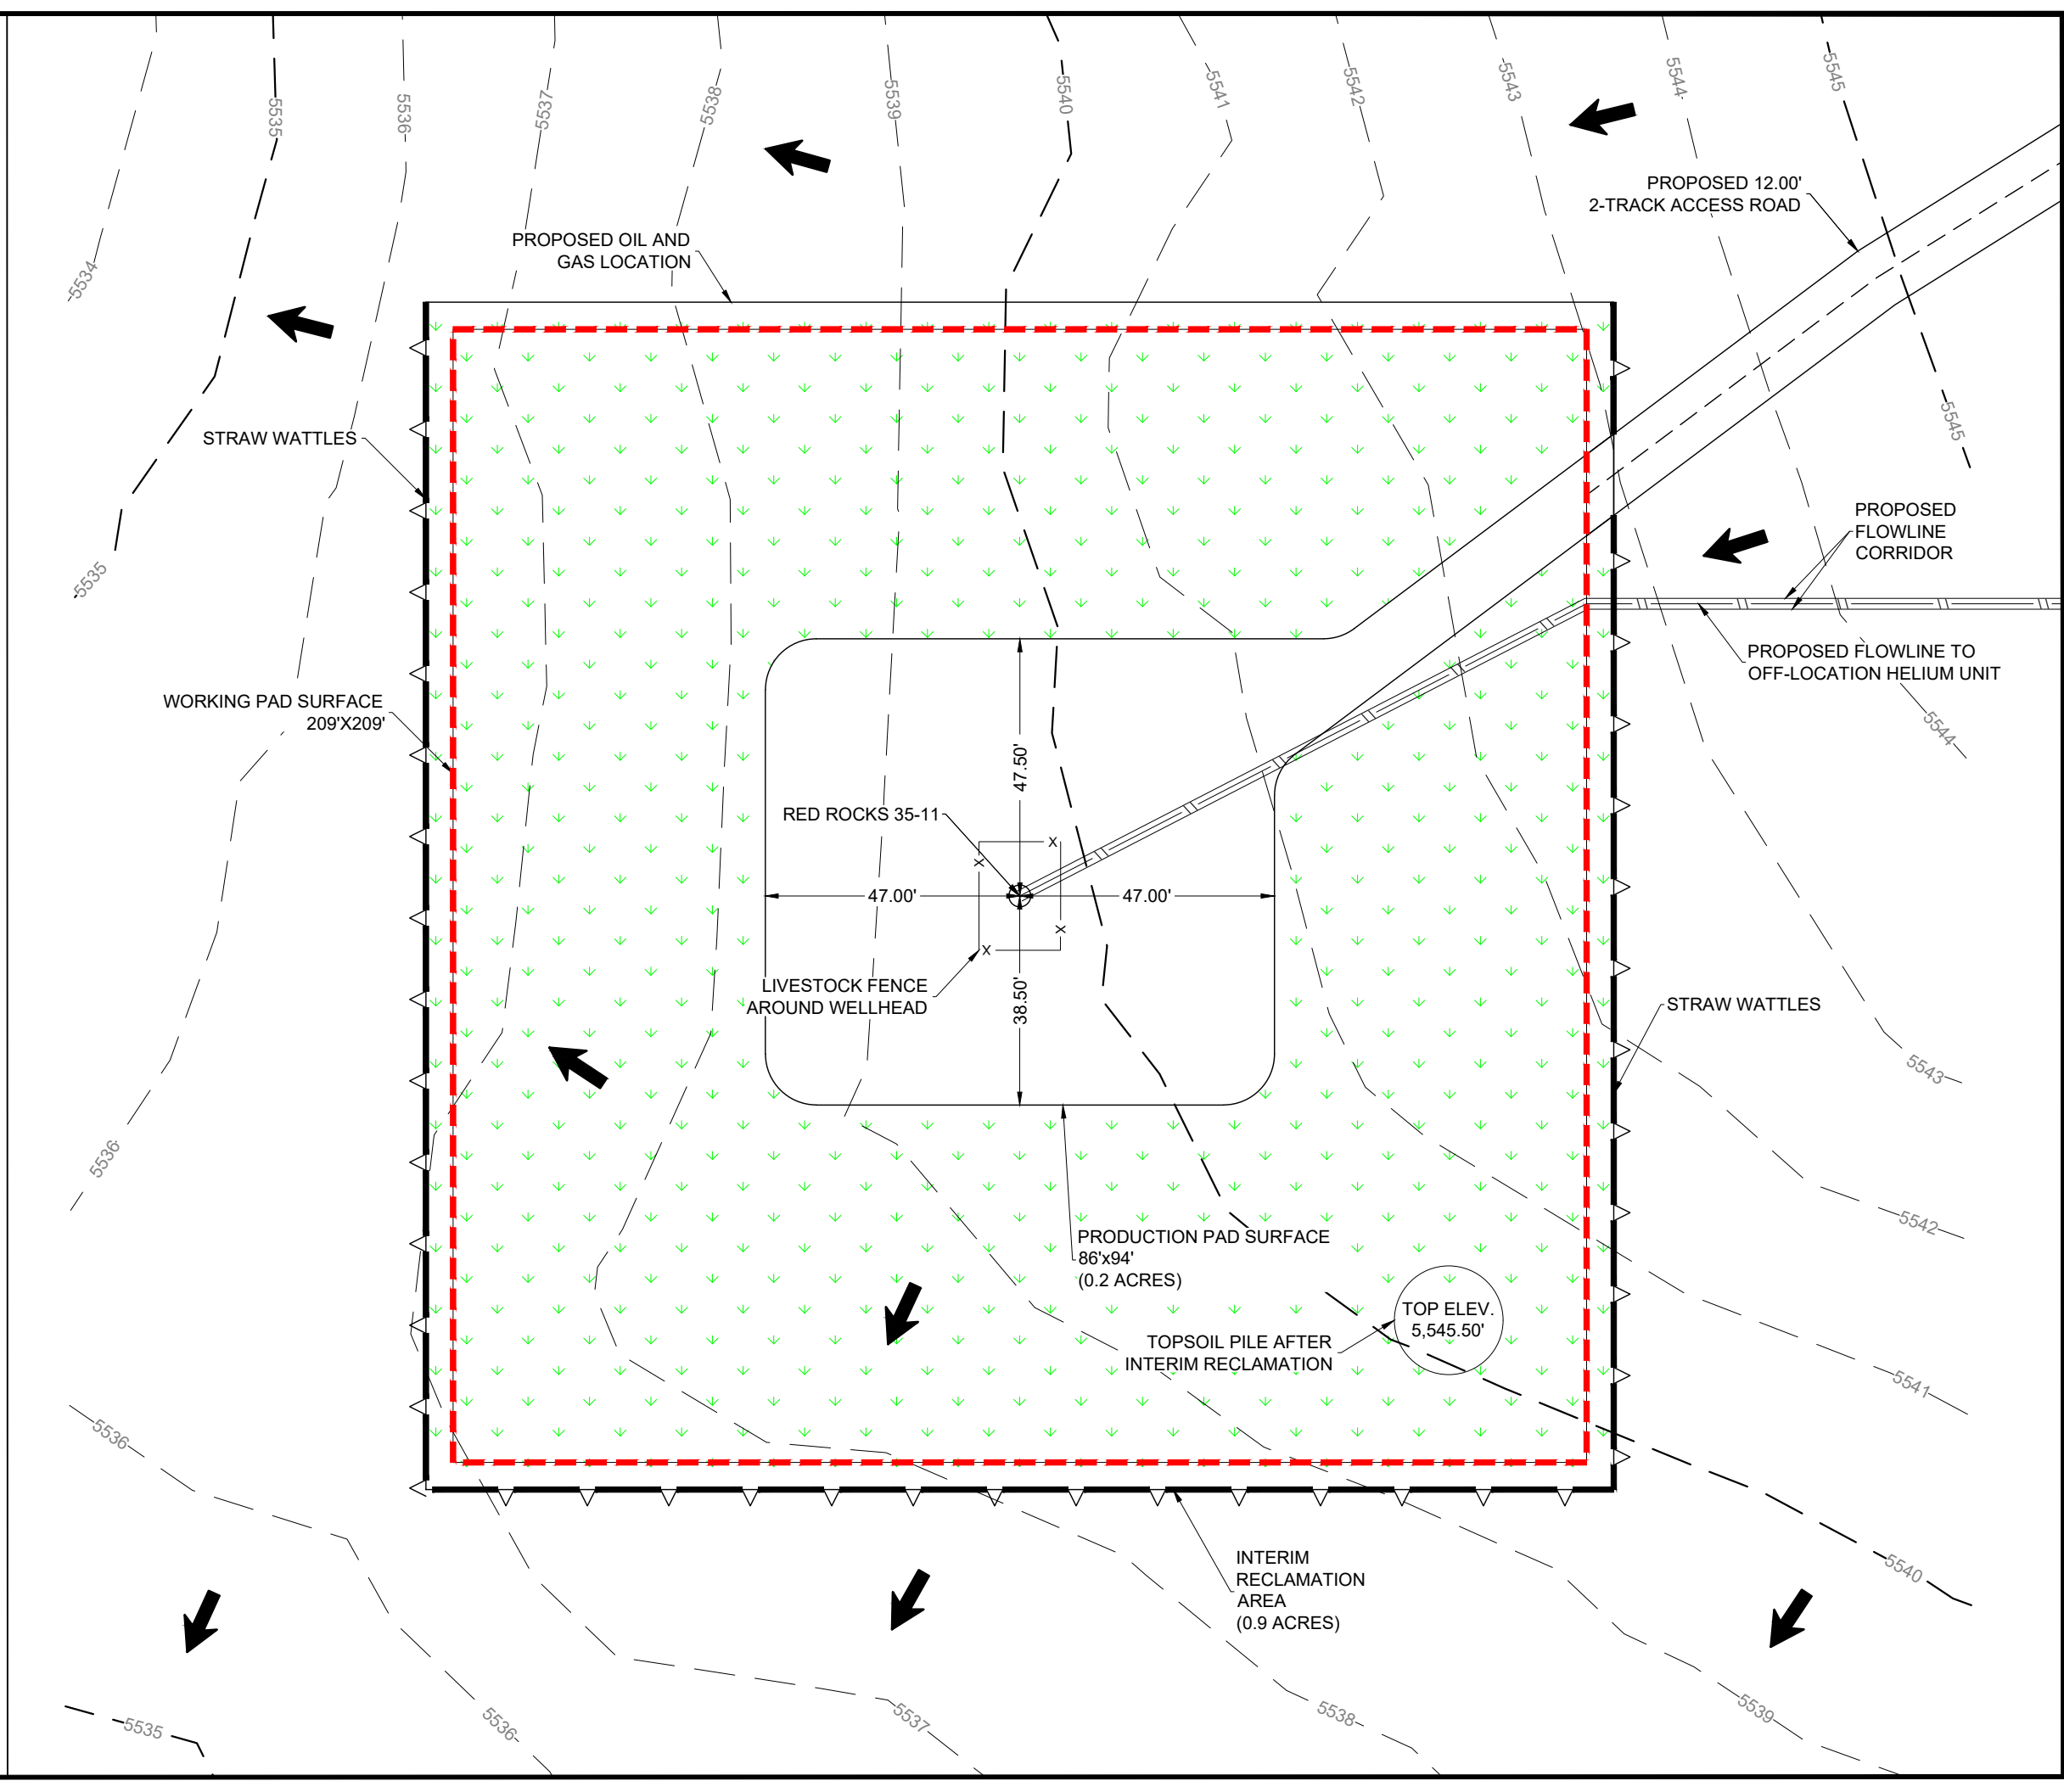 5535
5536
5537
5538
5539
5540
5541
5542
5543
5544
5545
PROPOSED 12.00'
2-TRACK ACCESS ROAD
PROPOSED OIL AND
GAS LOCATION
5534
STRAW WATTLES
5545
PROPOSED
FLOWLINE
CORRIDOR
5535
PROPOSED FLOWLINE TO
OFF-LOCATION HELIUM UNIT
WORKING PAD SURFACE
209'X209'
5544
47.50'
RED ROCKS 35-11
X
X
47.00'
47.00'
X
X
LIVESTOCK FENCE
AROUND WELLHEAD
38.50'
STRAW WATTLES
5543
5536
5542
PRODUCTION PAD SURFACE
86'x94'
(0.2 ACRES)
TOP ELEV.
5,545.50'
TOPSOIL PILE AFTER
INTERIM RECLAMATION
5541
5536
INTERIM
RECLAMATION
AREA
(0.9 ACRES)
5540
5535
5536
5537
5538
5539